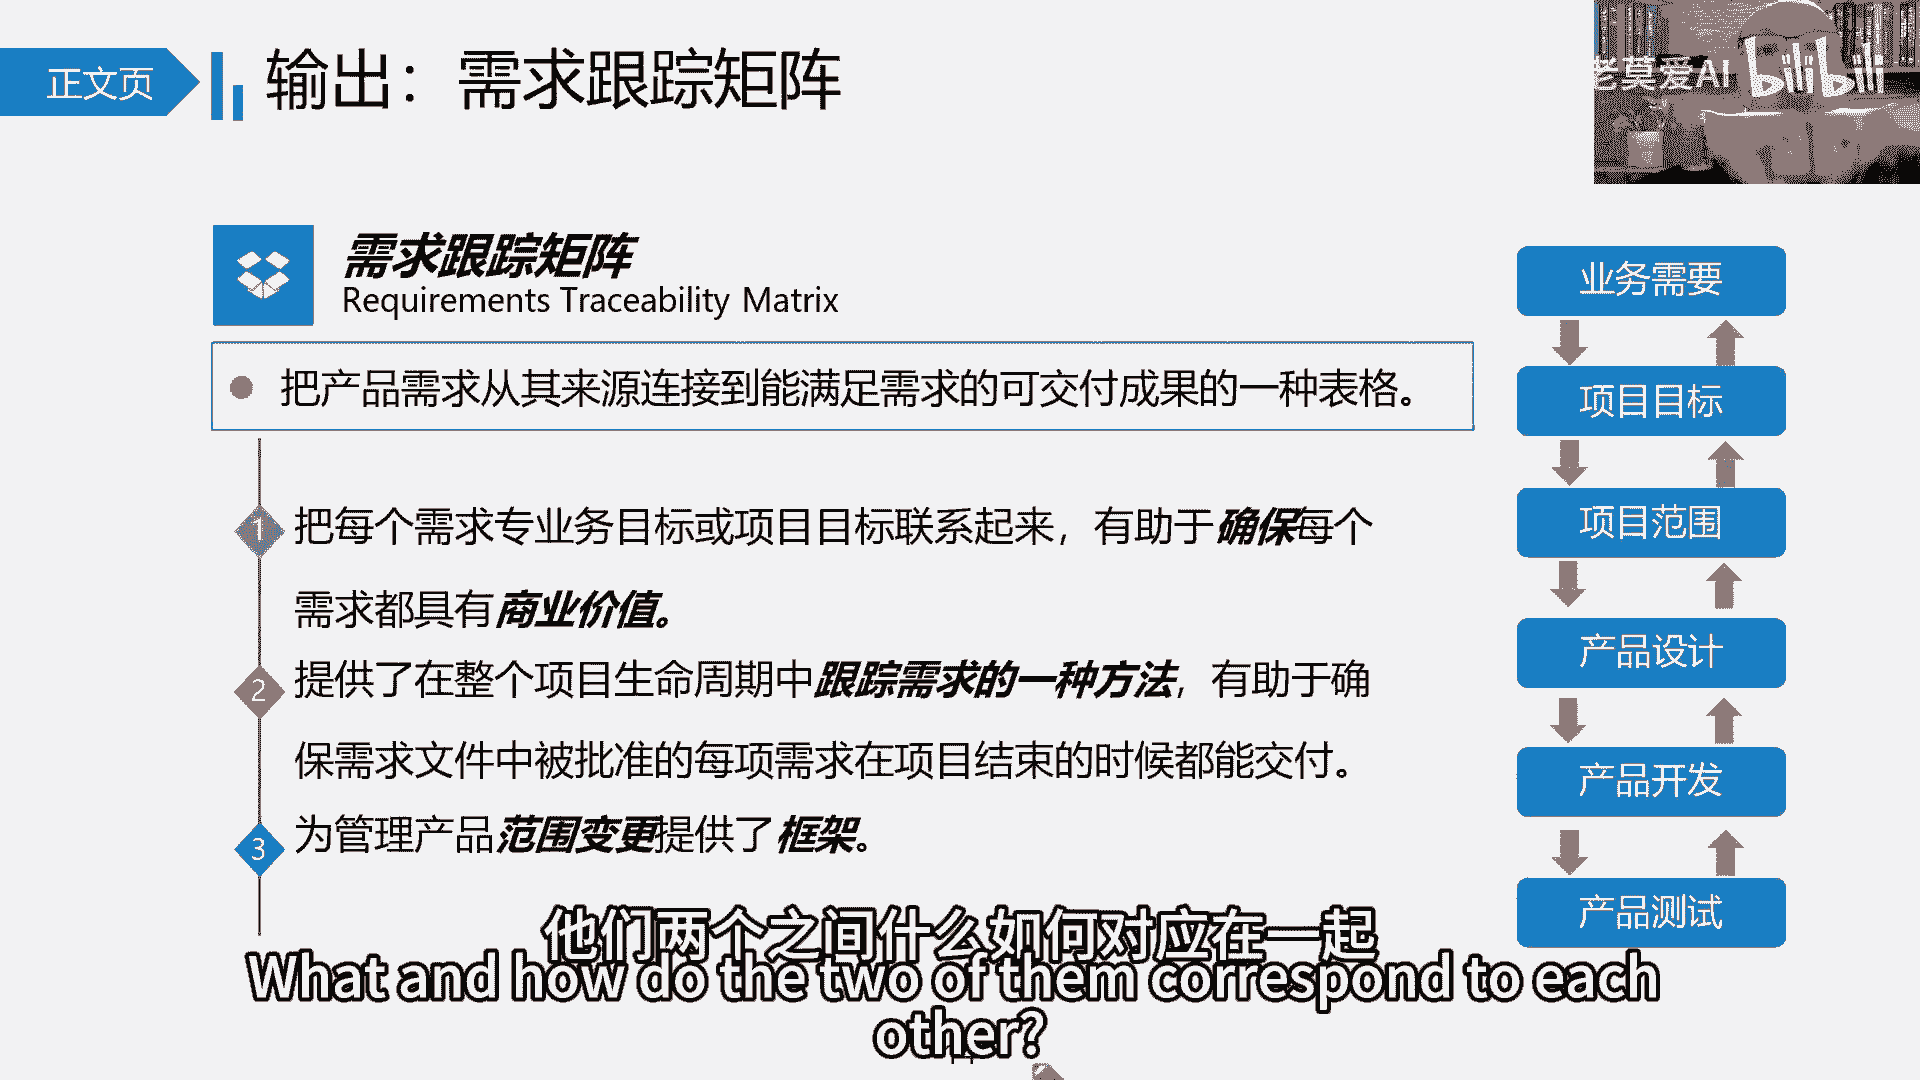 正文页
输出：需求跟踪矩阵
老莫爱AI
bilibili
需求跟踪矩阵
Requirements Traceability Matrix
把产品需求从其来源连接到能满足需求的可交付成果的一种表格。
1
把每个需求专业务目标或项目目标联系起来，有助于确保每个
需求都具有商业价值。
2
提供了在整个项目生命周期中跟踪需求的一种方法，有助于确
保需求文件中被批准的每项需求在项目结束的时候都能交付。
3
为管理产品范围变更提供了框架。
业务需要
项目目标
项目范围
产品设计
产品开发
产品测试
他们两个之间什么如何对应在一起
What and how do the two of them correspond to each
other?